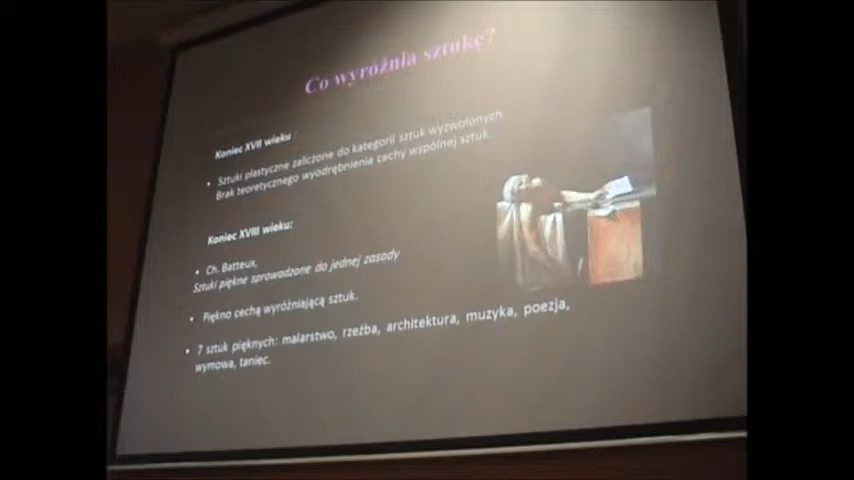 Co wyróżnia sztukę?
Koniec XVII wieku :
• Sztuki plastyczne zaliczone do kategorii sztuk wyzwolonych
Brak teoretycznego wyodrębnienia cechy wspólnej sztuk.
Koniec XVIII wieku:
• Ch. Batteux,
Sztuki piękne sprowadzone do jednej zasady
• Piękno cechą wyróżniającą sztuk.
• 7 sztuk pięknych: malarstwo, rzeźba, architektura, muzyka, poezja,
wymowa, taniec.